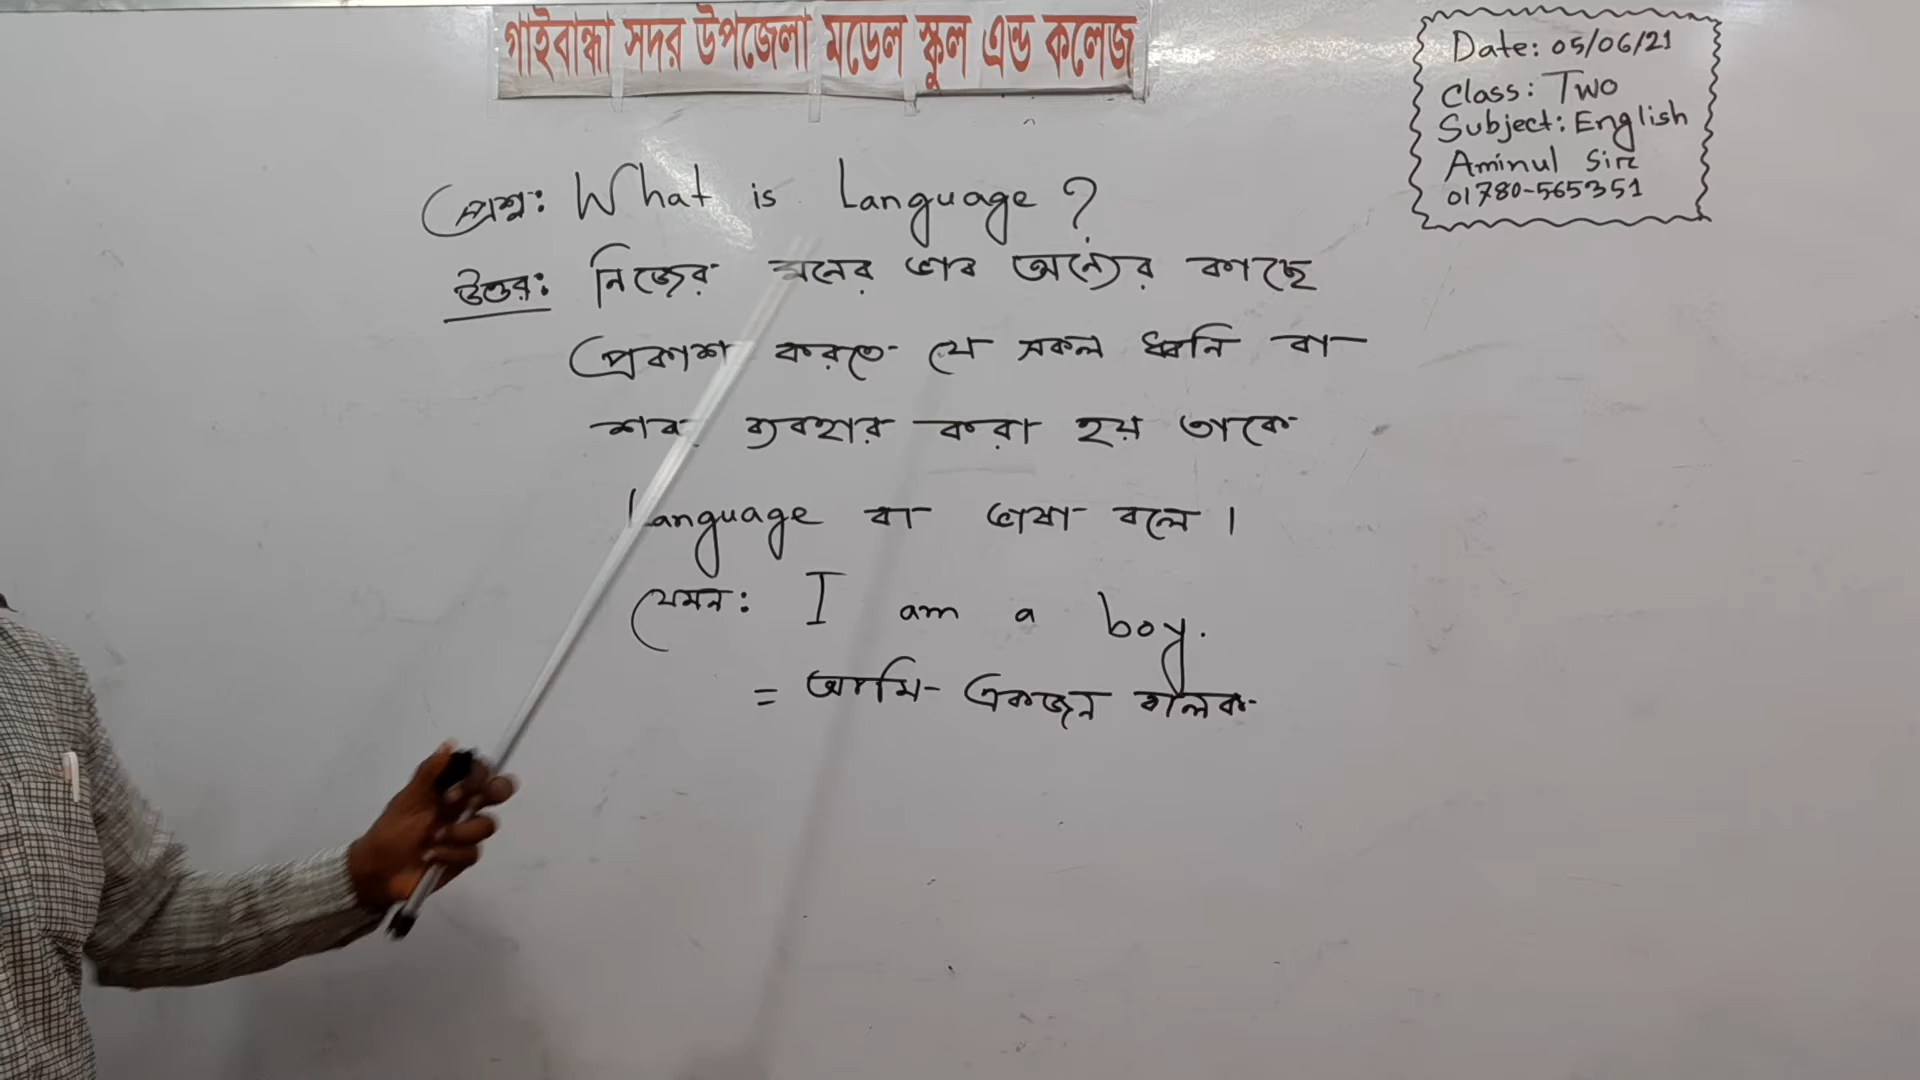 গাইবান্ধা সদর উপজেলা মডেল স্কুল এন্ড কলেজ
Date: 05/06/21
Class: Two
Subject: English
Aminul Sir
01780-565351
প্রশ্ন: What is Language?
উত্তর: নিজের মনের ভাব অন্যের কাছে
প্রকাশ করতে যে সকল ধ্বনি বা
শব্দ ব্যবহার করা হয় তাকে
Language বা ভাষা বলে।
যেমন: I am a boy.
= আমি একজন বালক